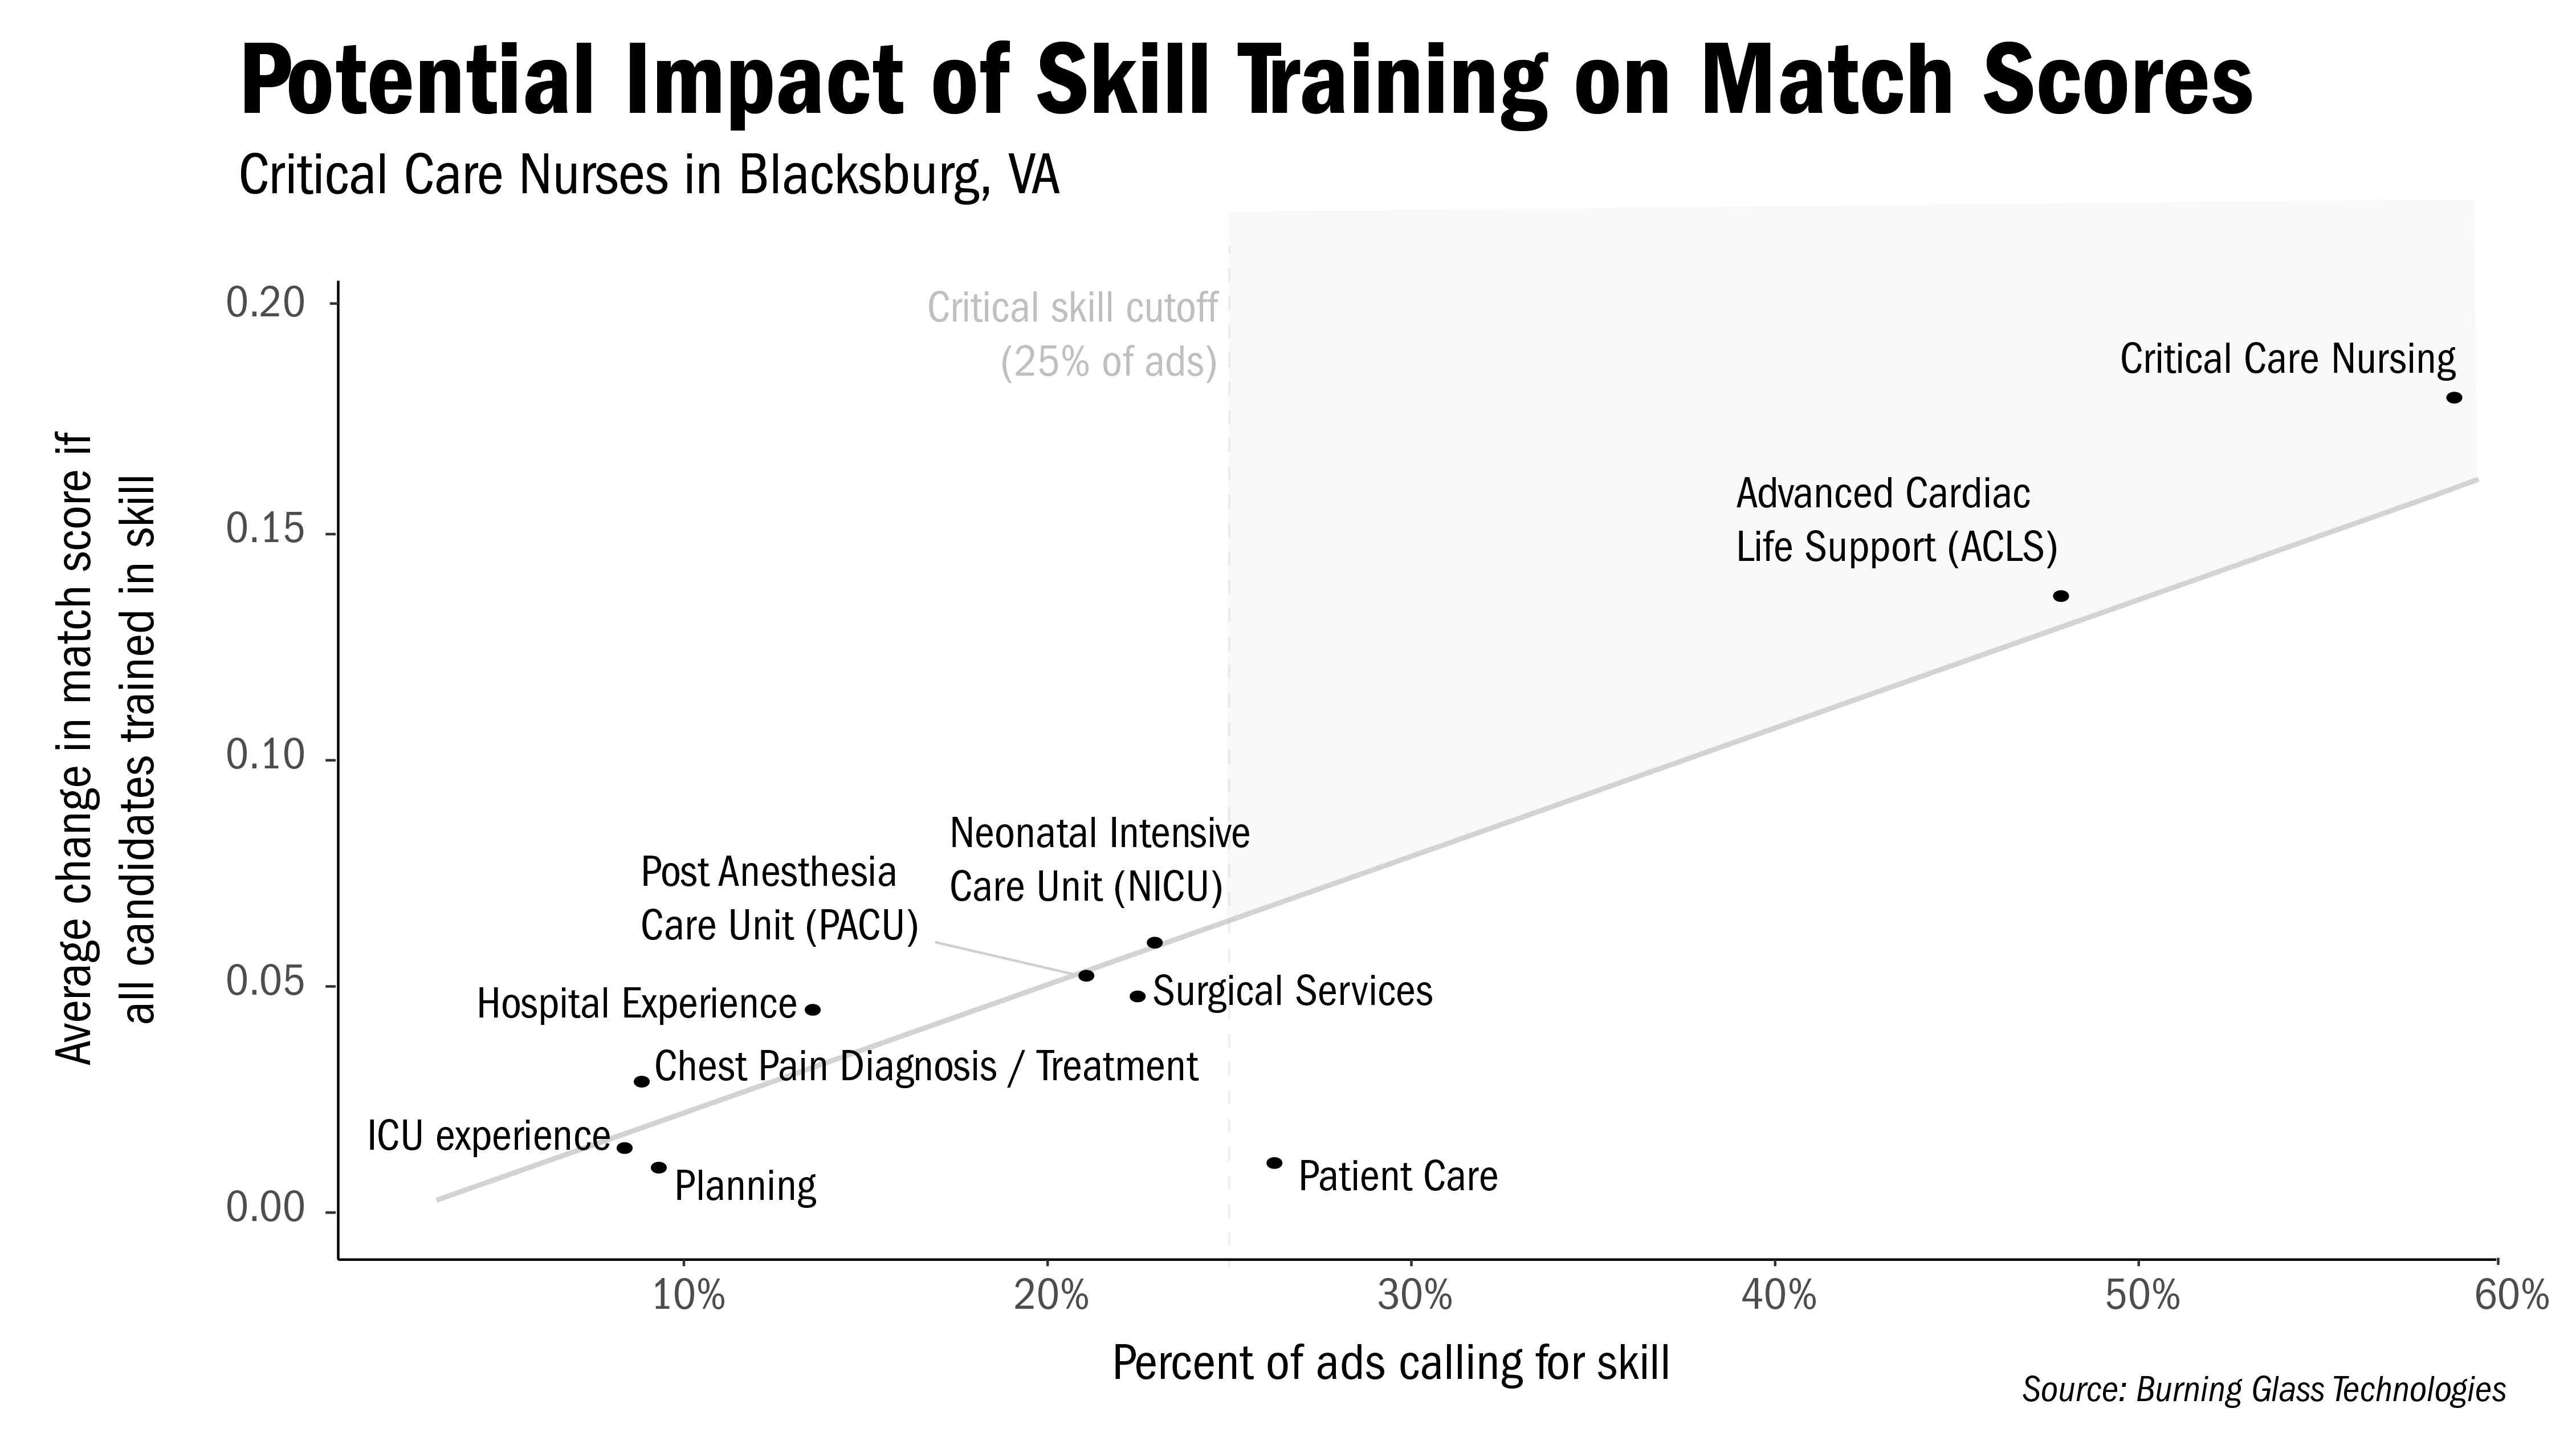 Potential Impact of Skill Training on Match Scores
Critical Care Nurses in Blacksburg, VA
Critical skill cutoff
(25% of ads)
Average change in match score if
all candidates trained in skill
0.20
0.15
0.10
0.05
0.00
Critical Care Nursing
Advanced Cardiac
Life Support (ACLS)
Neonatal Intensive
Care Unit (NICU)
Post Anesthesia
Care Unit (PACU)
Surgical Services
Hospital Experience
Chest Pain Diagnosis / Treatment
ICU experience
Planning
Patient Care
10%
20%
30%
40%
50%
60%
Percent of ads calling for skill
Source: Burning Glass Technologies